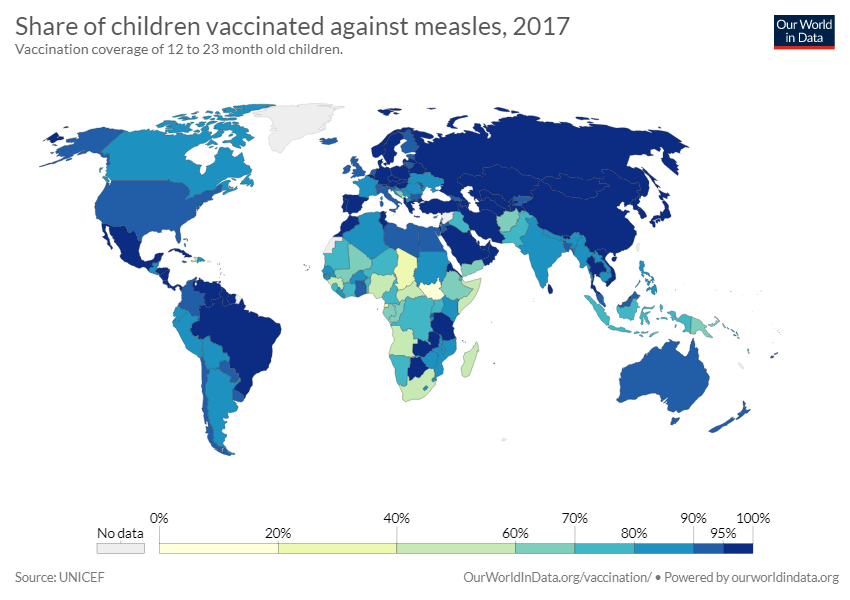 Share of children vaccinated against measles, 2017
Vaccination coverage of 12 to 23 month old children.
Our World
in Data
No data
0%
20%
40%
60%
70%
80%
90%
95%
100%
Source: UNICEF
OurWorldInData.org/vaccination/ • Powered by ourworldindata.org